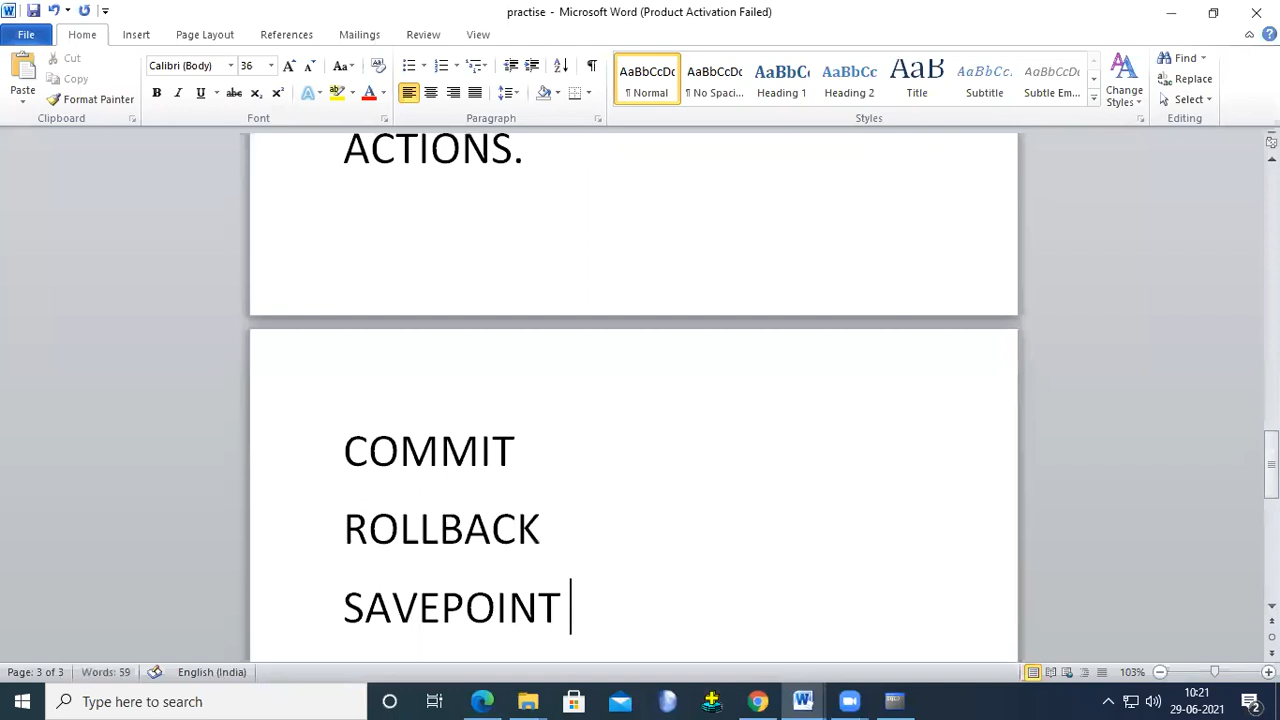 practise - Microsoft Word (Product Activation Failed)
File Home Insert Page Layout References Mailings Review View
Paste
Cut
Copy
Format Painter
Clipboard
Calibri (Body) 36
Font
Paragraph
AaBbCcDc AaBbCcDc AaBbCc AaBbCc AaB AaBbCc. AaBbCcDc
¶ Normal ¶ No Spaci... Heading 1 Heading 2 Title Subtitle Subtle Em...
Change Styles
Styles
Find
Replace
Select
Editing
ACTIONS.
COMMIT
ROLLBACK
SAVEPOINT
Page: 3 of 3 Words: 59 English (India) 103%
Type here to search
10:21
29-06-2021
2